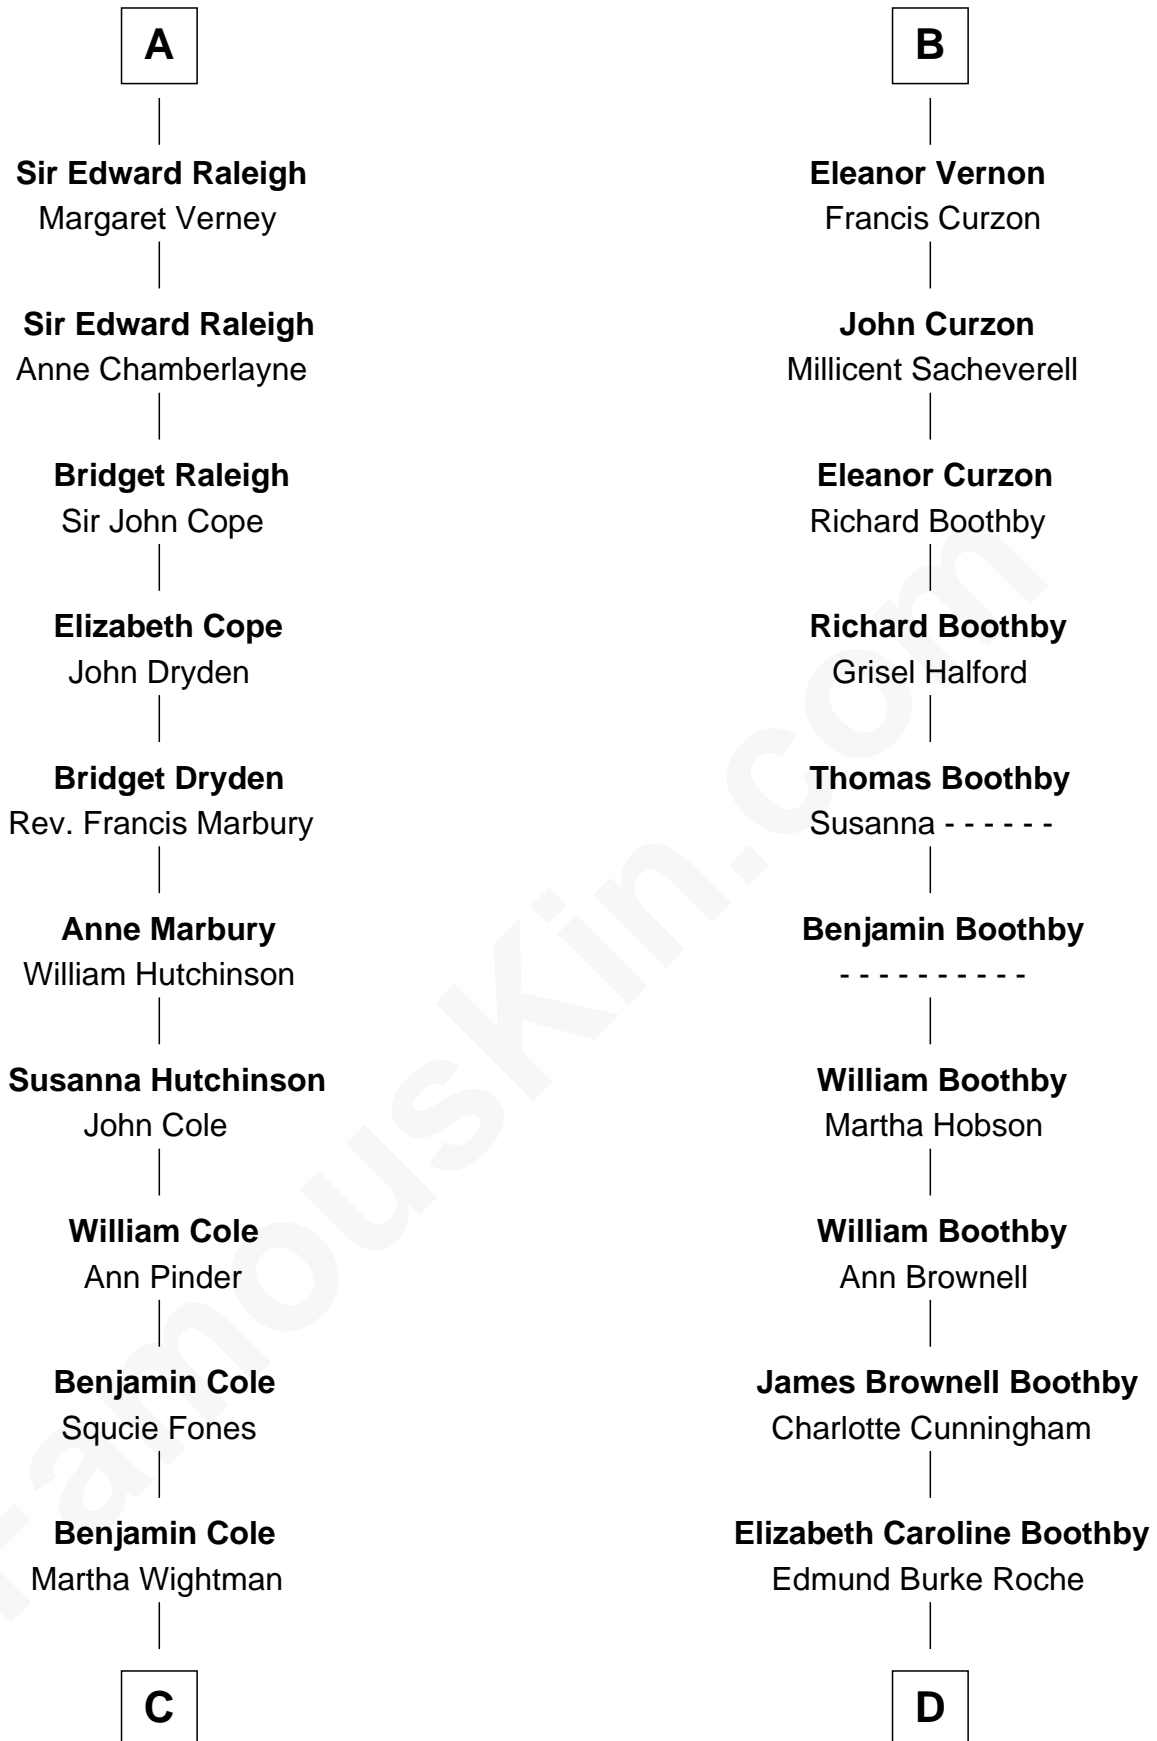 A
Sir Edward Raleigh
Margaret Verney
Sir Edward Raleigh
Anne Chamberlayne
Bridget Raleigh
Sir John Cope
Elizabeth Cope
John Dryden
Bridget Dryden
Rev. Francis Marbury
Anne Marbury
William Hutchinson
Susanna Hutchinson
John Cole
William Cole
Ann Pinder
Benjamin Cole
Squcie Fones
Benjamin Cole
Martha Wightman
C
B
Eleanor Vernon
Francis Curzon
John Curzon
Millicent Sacheverell
Eleanor Curzon
Richard Boothby
Richard Boothby
Grisel Halford
Thomas Boothby
Susanna - - - - - -
Benjamin Boothby
- - - - - - - - - -
William Boothby
Martha Hobson
William Boothby
Ann Brownell
James Brownell Boothby
Charlotte Cunningham
Elizabeth Caroline Boothby
Edmund Burke Roche
D
FamousKin.com